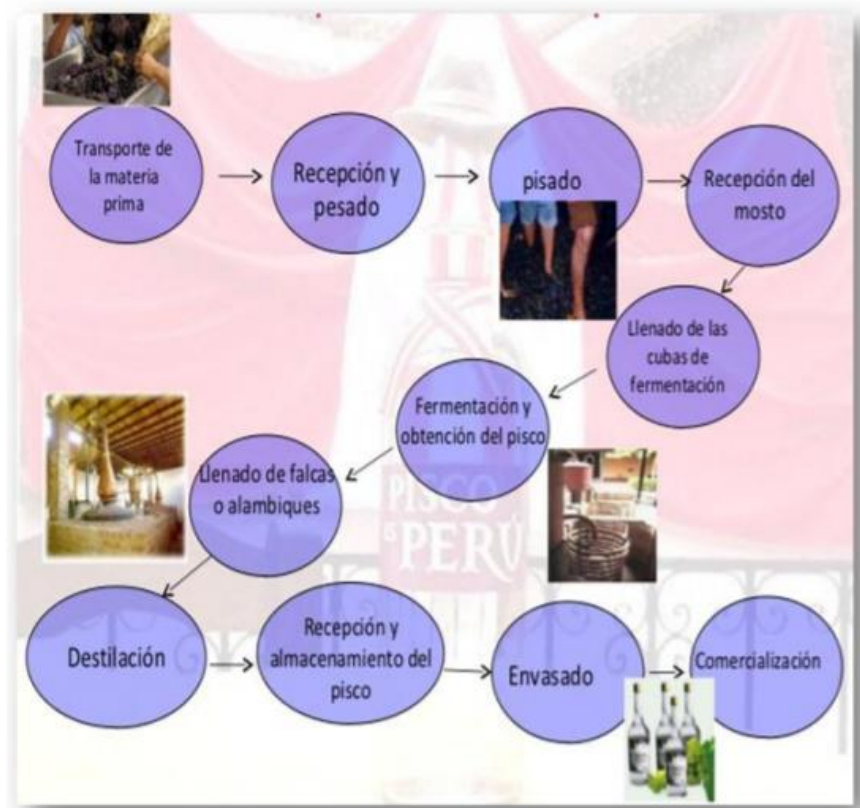 Transporte de
la materia
prima
Recepción y
pesado
pisado
Recepción del
mosto
Llenado de las
cubas de
fermentación
Fermentación y
obtención del pisco
Llenado de falcas
o alambiques
PISCO
ES PERÚ
Destilación
Recepción y
almacenamiento del
pisco
Envasado
Comercialización